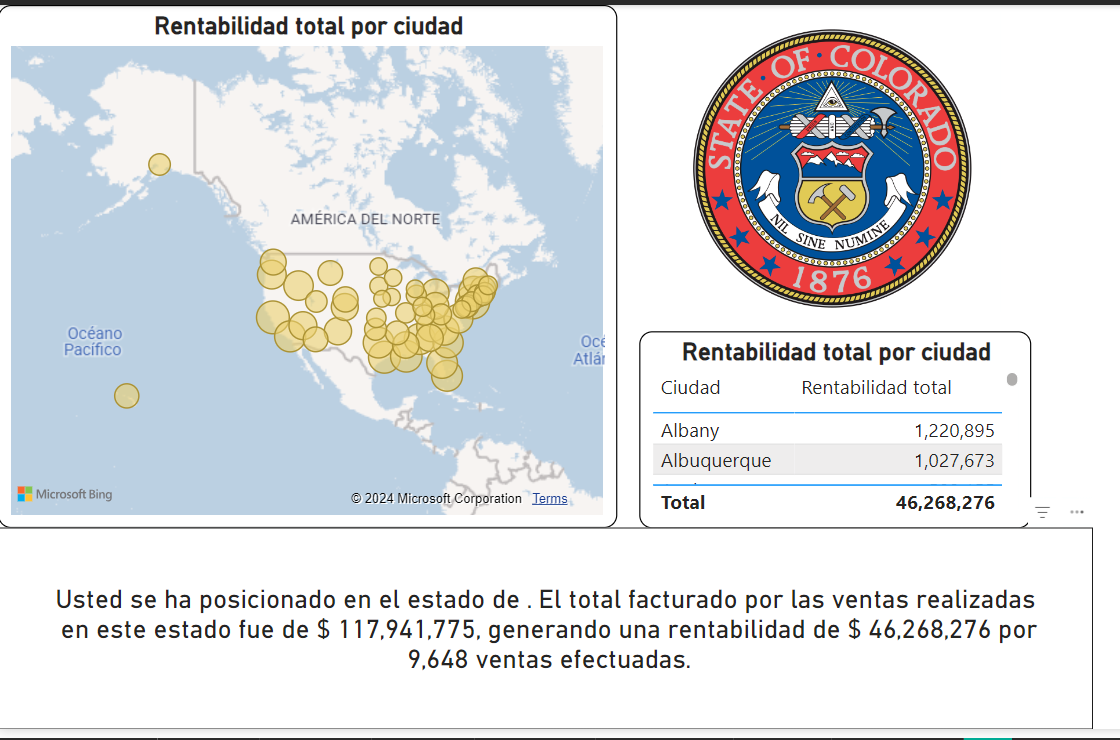 Rentabilidad total por ciudad
AMÉRICA DEL NORTE
Océano
Pacífico
Océ
Atlán
Microsoft Bing
© 2024 Microsoft Corporation Terms
STATE OF COLORADO
NIL SINE NUMINE
1876
Rentabilidad total por ciudad
Ciudad Rentabilidad total
Albany 1,220,895
Albuquerque 1,027,673
Total 46,268,276
Usted se ha posicionado en el estado de . El total facturado por las ventas realizadas
en este estado fue de $ 117,941,775, generando una rentabilidad de $ 46,268,276 por
9,648 ventas efectuadas.